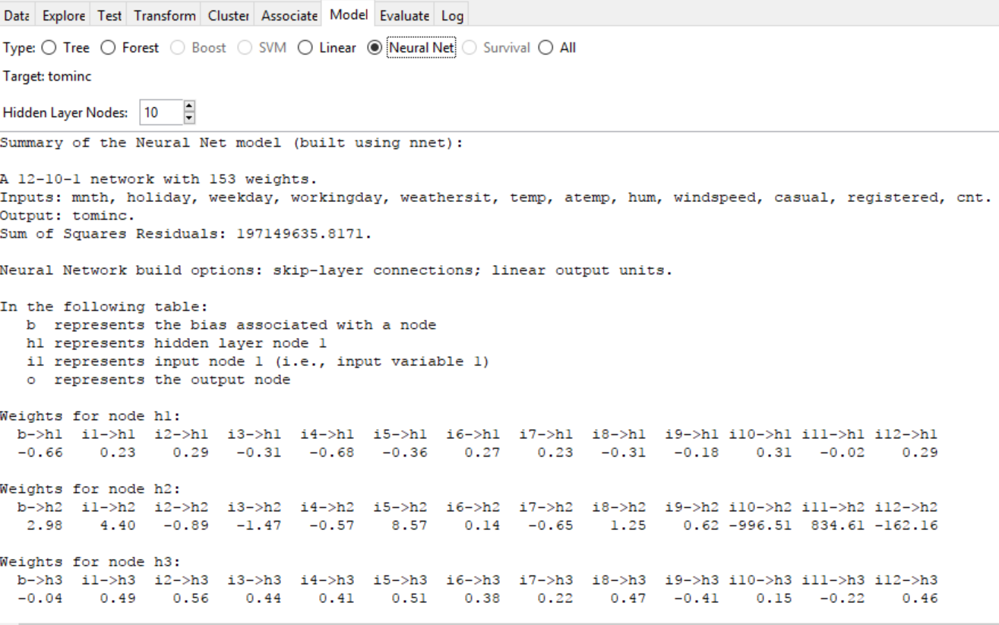 Data Explore Test Transform Cluster Associate Model Evaluate Log
Type: Tree Forest Boost SVM Linear Neural Net Survival All
Target: tominc
Hidden Layer Nodes: 10
Summary of the Neural Net model (built using nnet):
A 12-10-1 network with 153 weights.
Inputs: mnth, holiday, weekday, workingday, weathersit, temp, atemp, hum, windspeed, casual, registered, cnt.
Output: tominc.
Sum of Squares Residuals: 197149635.8171.
Neural Network build options: skip-layer connections; linear output units.
In the following table:
b represents the bias associated with a node
h1 represents hidden layer node 1
i1 represents input node 1 (i.e., input variable 1)
o represents the output node
Weights for node h1:
b->h1 i1->h1 i2->h1 i3->h1 i4->h1 i5->h1 i6->h1 i7->h1 i8->h1 i9->h1 i10->h1 i11->h1 i12->h1
-0.66 0.23 0.29 -0.31 -0.68 -0.36 0.27 0.23 -0.31 -0.18 0.31 -0.02 0.29
Weights for node h2:
b->h2 i1->h2 i2->h2 i3->h2 i4->h2 i5->h2 i6->h2 i7->h2 i8->h2 i9->h2 i10->h2 i11->h2 i12->h2
2.98 4.40 -0.89 -1.47 -0.57 8.57 0.14 -0.65 1.25 0.62 -996.51 834.61 -162.16
Weights for node h3:
b->h3 i1->h3 i2->h3 i3->h3 i4->h3 i5->h3 i6->h3 i7->h3 i8->h3 i9->h3 i10->h3 i11->h3 i12->h3
-0.04 0.49 0.56 0.44 0.41 0.51 0.38 0.22 0.47 -0.41 0.15 -0.22 0.46